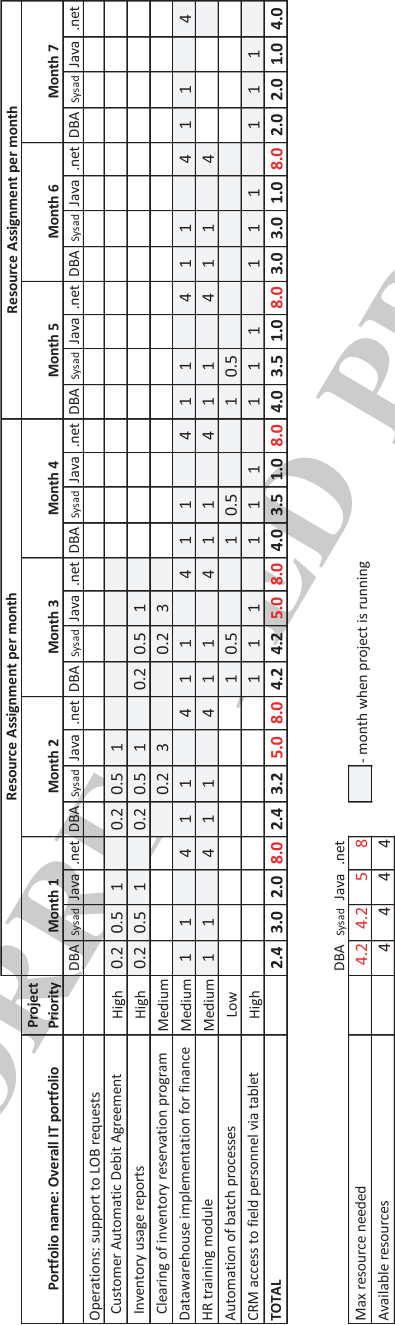 Resource Assignment per month Resource Assignment per month
Portfolio name: Overall IT portfolio Project Priority Month 1 Month 2 Month 3 Month 4 Month 5 Month 6 Month 7
DBA Sysad Java .net DBA Sysad Java .net DBA Sysad Java .net DBA Sysad Java .net DBA Sysad Java .net DBA Sysad Java .net DBA Sysad Java .net
Operations: support to LOB requests
Customer Automatic Debit Agreement High 0.2 0.5 1 0.2 0.5 1
Inventory usage reports High 0.2 0.5 1 0.2 0.5 1 0.2 0.5 1
Clearing of inventory reservation program Medium 0.2 3 0.2 3
Datawarehouse implementation for finance Medium 1 1 4 1 1 4 1 1 4 1 1 4 1 1 4 1 1 4 1 1 4
HR training module Medium 1 1 4 1 1 4 1 1 4 1 1 4 1 1 4 1 1 4
Automation of batch processes Low 1 0.5 1 0.5 1 0.5
CRM access to field personnel via tablet High 1 1 1 1 1 1 1 1 1 1 1 1 1 1 1
TOTAL 2.4 3.0 2.0 8.0 2.4 3.2 5.0 8.0 4.2 4.2 5.0 8.0 4.0 3.5 1.0 8.0 4.0 3.5 1.0 8.0 3.0 3.0 1.0 8.0 2.0 2.0 1.0 4.0
DBA Sysad Java .net
Max resource needed 4.2 4.2 5 8
Available resources 4 4 4 4
- month when project is running